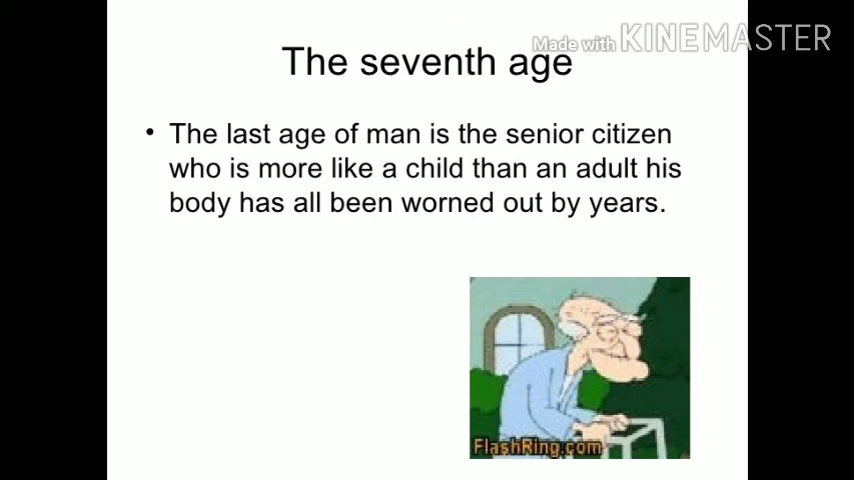 Made with KINEMASTER
The seventh age
• The last age of man is the senior citizen
who is more like a child than an adult his
body has all been worned out by years.
FlashRing.com